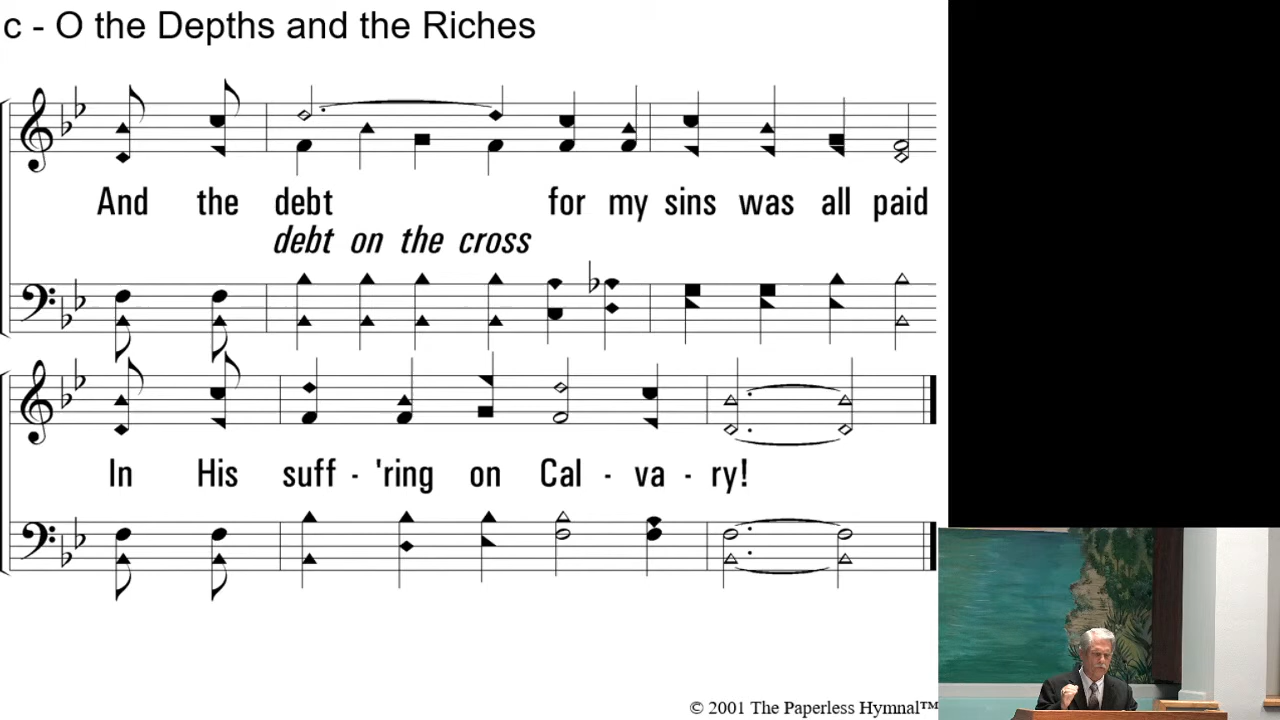 c - O the Depths and the Riches
And the debt for my sins was all paid
debt on the cross
In His suff - 'ring on Cal - va - ry!
© 2001 The Paperless Hymnal™